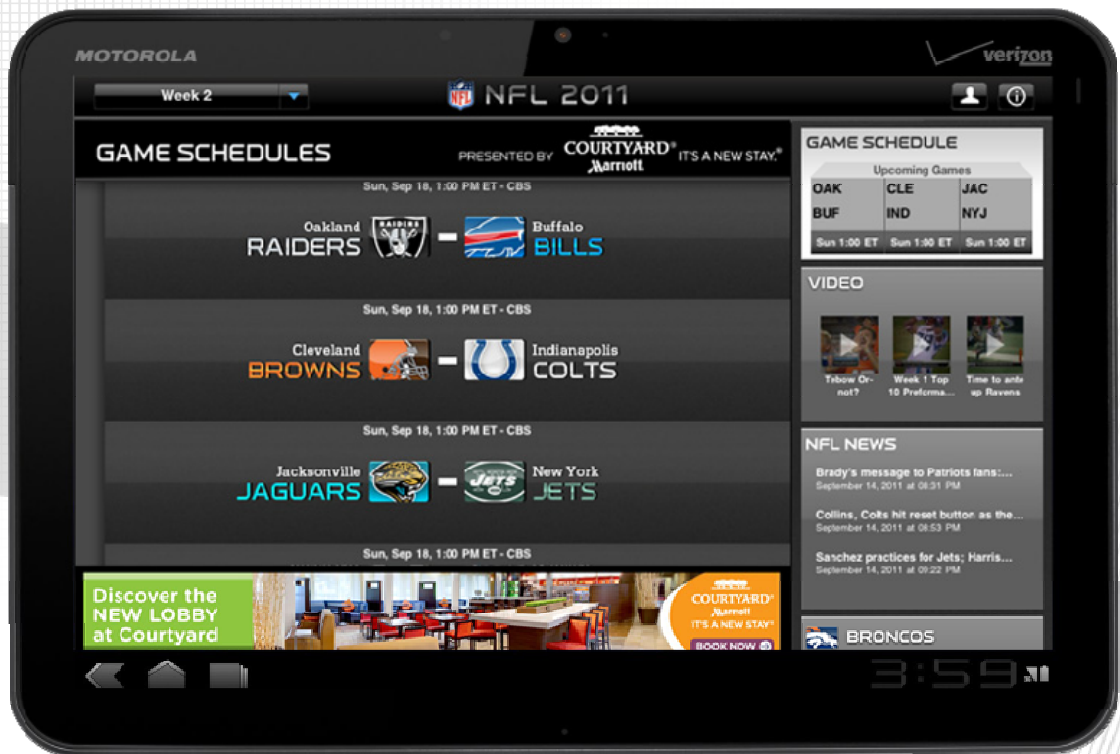 MOTOROLA
verizon
Week 2
NFL
NFL 2011
GAME SCHEDULES
PRESENTED BY
COURTYARD®
Marriott
IT'S A NEW STAY.®
Sun, Sep 18, 1:00 PM ET - CBS
Oakland
RAIDERS
RAIDERS
Buffalo
BILLS
Sun, Sep 18, 1:00 PM ET - CBS
Cleveland
BROWNS
Indianapolis
COLTS
Sun, Sep 18, 1:00 PM ET - CBS
Jacksonville
JAGUARS
JETS
New York
JETS
Sun, Sep 18, 1:00 PM ET - CBS
Discover the
NEW LOBBY
at Courtyard
COURTYARD®
Marriott
IT'S A NEW STAY®
BOOK NOW
GAME SCHEDULE
Upcoming Games
OAK CLE JAC
BUF IND NYJ
Sun 1:00 ET Sun 1:00 ET Sun 1:00 ET
VIDEO
Tebow Or- Week 1 Top Time to ante
not? 10 Preforma... up Ravens
NFL NEWS
Brady's message to Patriots fans:...
September 14, 2011 at 08:31 PM
Collins, Colts hit reset button as the...
September 14, 2011 at 08:53 PM
Sanchez practices for Jets; Harris...
September 14, 2011 at 09:22 PM
BRONCOS
3:59